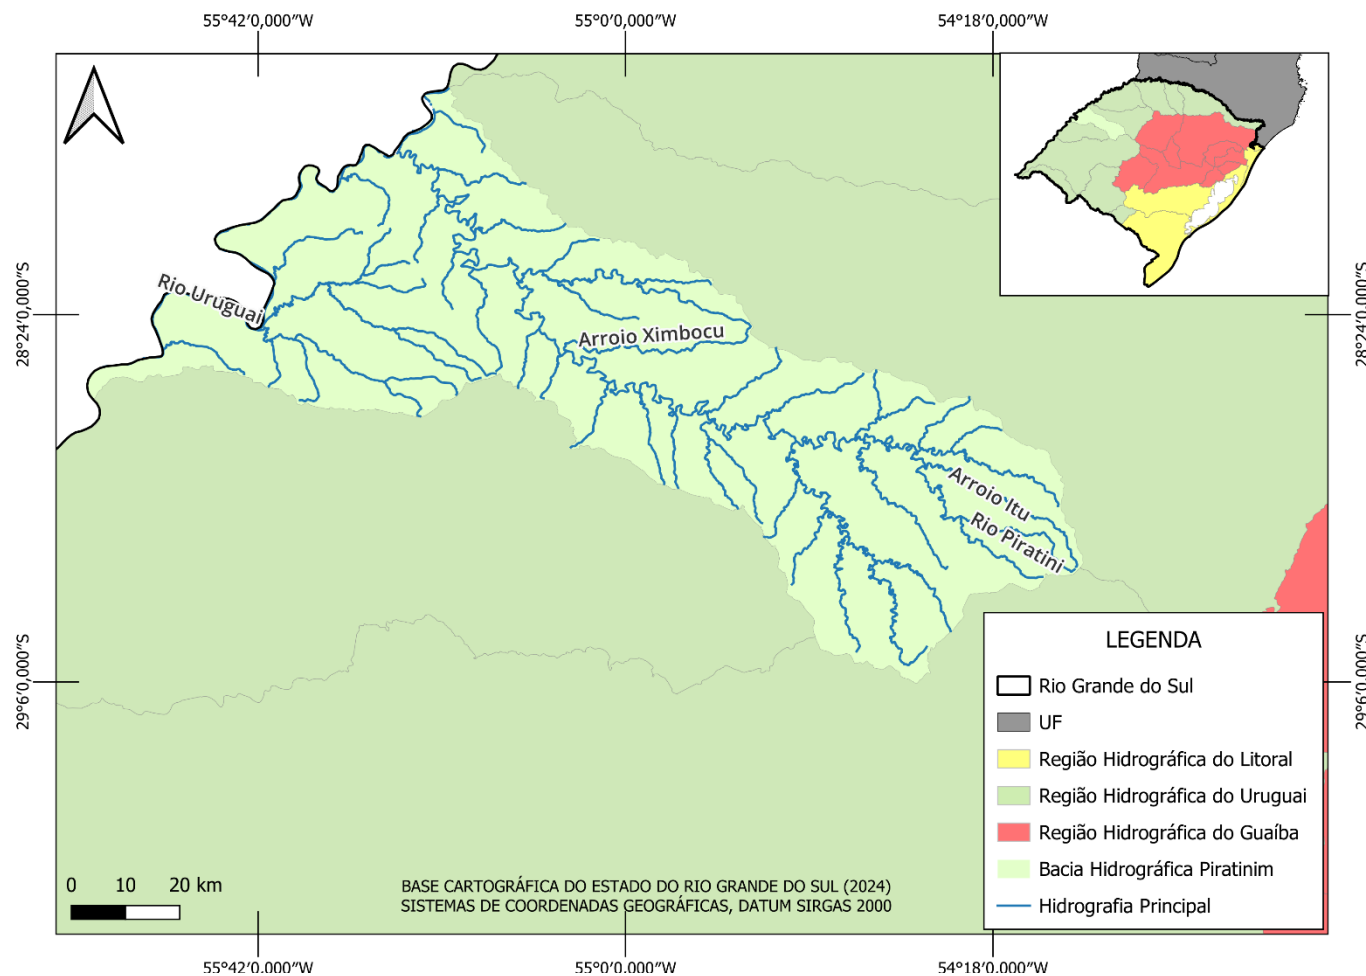 55°42'0,000"W
55°0'0,000"W
54°18'0,000"W
28°24'0,000"S
28°24'0,000"S
Rio Uruguai
Arroio Ximbocu
Arroio Itu
Rio Piratini
29°6'0,000"S
29°6'0,000"S
LEGENDA
Rio Grande do Sul
UF
Região Hidrográfica do Litoral
Região Hidrográfica do Uruguai
Região Hidrográfica do Guaíba
Bacia Hidrográfica Piratinim
Hidrografia Principal
0 10 20 km
BASE CARTOGRÁFICA DO ESTADO DO RIO GRANDE DO SUL (2024)
SISTEMAS DE COORDENADAS GEOGRÁFICAS, DATUM SIRGAS 2000
55°42'0,000"W
55°0'0,000"W
54°18'0,000"W